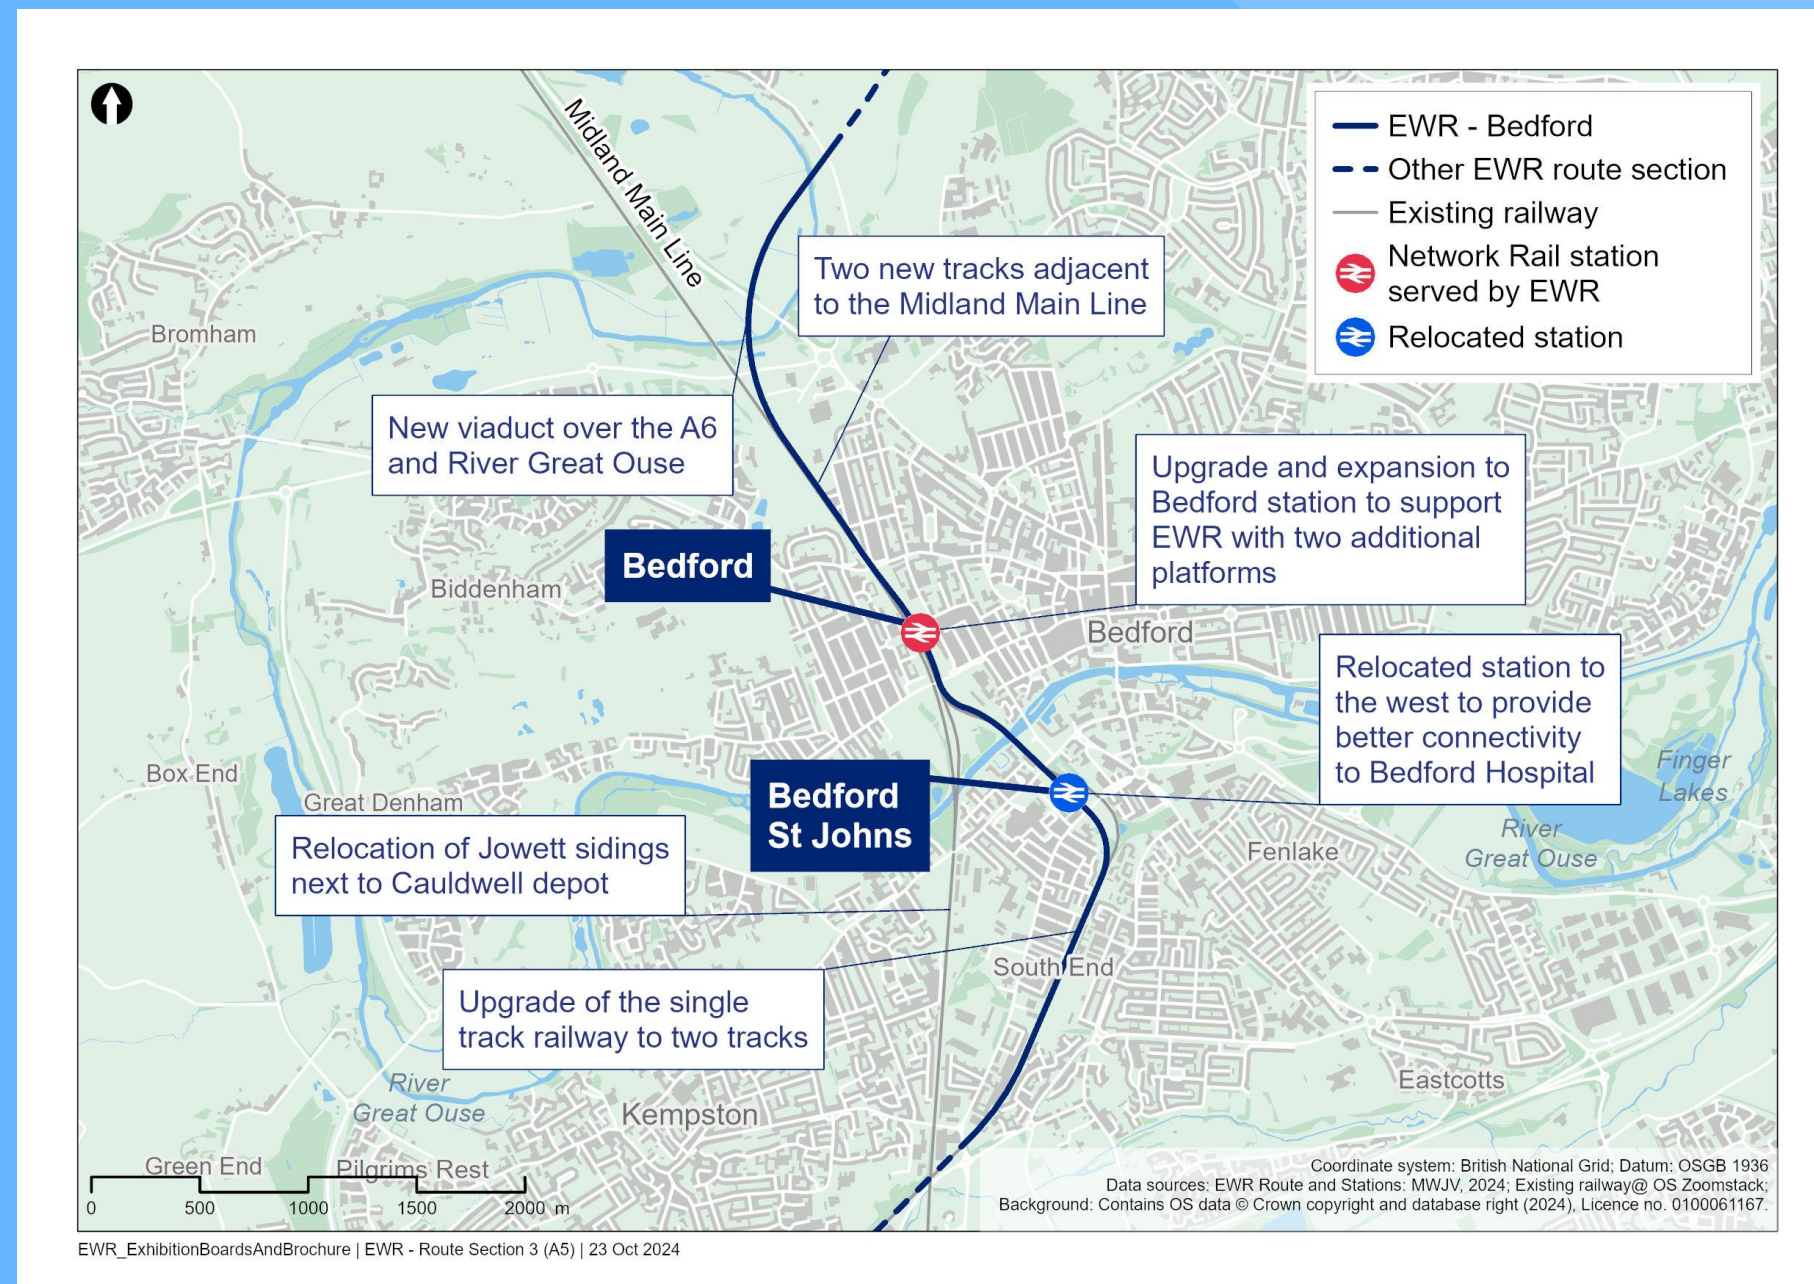 Midland Main Line
EWR - Bedford
Other EWR route section
Existing railway
Network Rail station
served by EWR
Relocated station
Two new tracks adjacent
to the Midland Main Line
Bromham
New viaduct over the A6
and River Great Ouse
Upgrade and expansion to
Bedford station to support
EWR with two additional
platforms
Bedford
Biddenham
Bedford
Relocated station to
the west to provide
better connectivity
to Bedford Hospital
Box End
Great Denham
Bedford
St Johns
Finger
Lakes
River
Great Ouse
Fenlake
Relocation of Jowett sidings
next to Cauldwell depot
South End
Upgrade of the single
track railway to two tracks
River
Great Ouse
Kempston
Eastcotts
Green End
Pilgrims Rest
0 500 1000 1500 2000 m
Coordinate system: British National Grid; Datum: OSGB 1936
Data sources: EWR Route and Stations: MWJV, 2024; Existing railway@ OS Zoomstack;
Background: Contains OS data © Crown copyright and database right (2024), Licence no. 0100061167.
EWR_ExhibitionBoardsAndBrochure | EWR - Route Section 3 (A5) | 23 Oct 2024